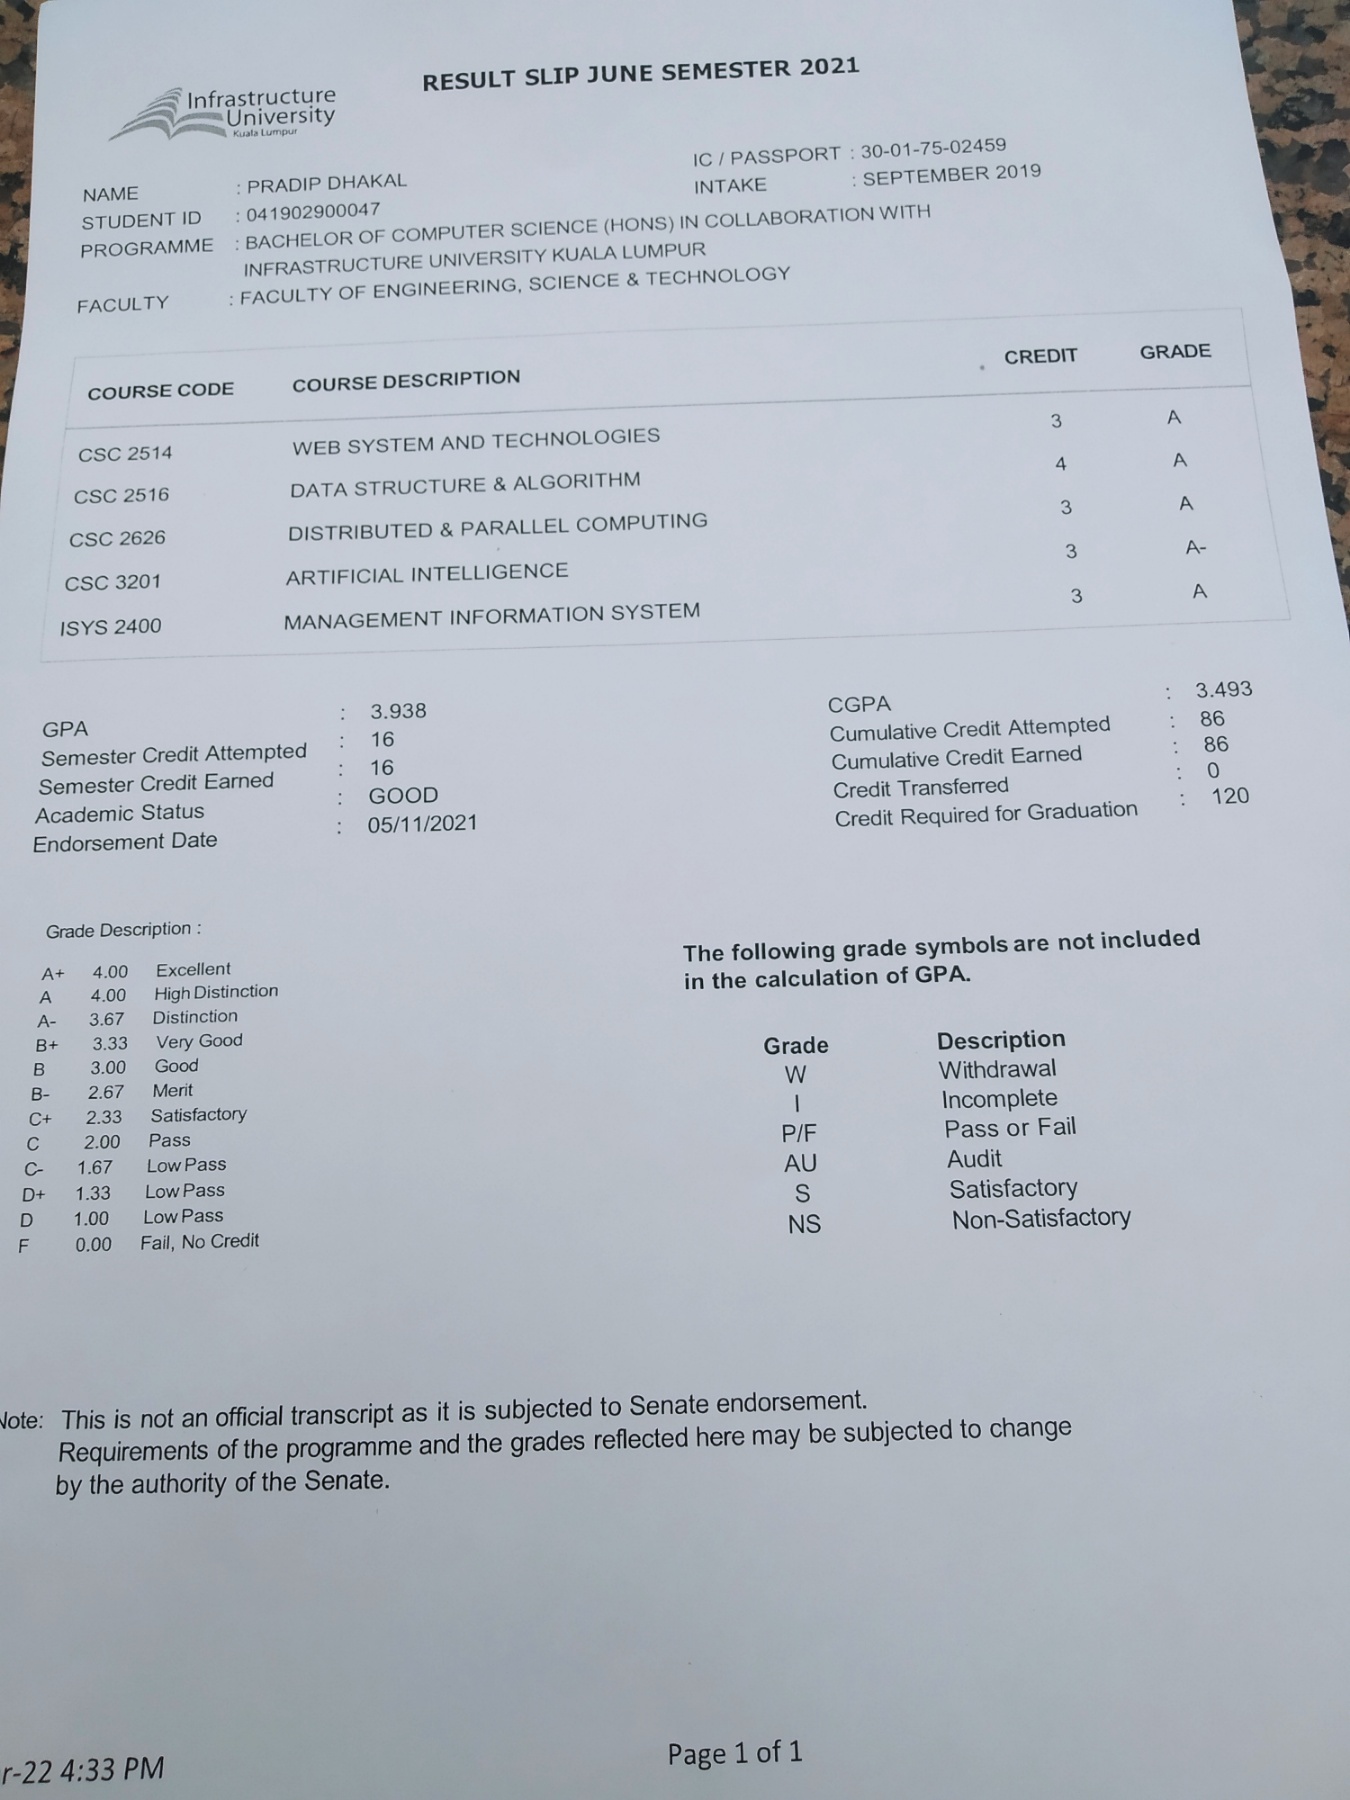 RESULT SLIP JUNE SEMESTER 2021
Infrastructure
University
Kuala Lumpur
IC / PASSPORT : 30-01-75-02459
INTAKE : SEPTEMBER 2019
NAME : PRADIP DHAKAL
STUDENT ID : 041902900047
PROGRAMME : BACHELOR OF COMPUTER SCIENCE (HONS) IN COLLABORATION WITH
INFRASTRUCTURE UNIVERSITY KUALA LUMPUR
FACULTY : FACULTY OF ENGINEERING, SCIENCE & TECHNOLOGY
COURSE CODE COURSE DESCRIPTION CREDIT GRADE
CSC 2514 WEB SYSTEM AND TECHNOLOGIES 3 A
CSC 2516 DATA STRUCTURE & ALGORITHM 4 A
CSC 2626 DISTRIBUTED & PARALLEL COMPUTING 3 A
CSC 3201 ARTIFICIAL INTELLIGENCE 3 A-
ISYS 2400 MANAGEMENT INFORMATION SYSTEM 3 A
GPA : 3.938
Semester Credit Attempted : 16
Semester Credit Earned : 16
Academic Status : GOOD
Endorsement Date : 05/11/2021
CGPA : 3.493
Cumulative Credit Attempted : 86
Cumulative Credit Earned : 86
Credit Transferred : 0
Credit Required for Graduation : 120
Grade Description :
A+ 4.00 Excellent
A 4.00 High Distinction
A- 3.67 Distinction
B+ 3.33 Very Good
B 3.00 Good
B- 2.67 Merit
C+ 2.33 Satisfactory
C 2.00 Pass
C- 1.67 Low Pass
D+ 1.33 Low Pass
D 1.00 Low Pass
F 0.00 Fail, No Credit
The following grade symbols are not included
in the calculation of GPA.
Grade Description
W Withdrawal
I Incomplete
P/F Pass or Fail
AU Audit
S Satisfactory
NS Non-Satisfactory
Note: This is not an official transcript as it is subjected to Senate endorsement.
Requirements of the programme and the grades reflected here may be subjected to change
by the authority of the Senate.
r-22 4:33 PM
Page 1 of 1